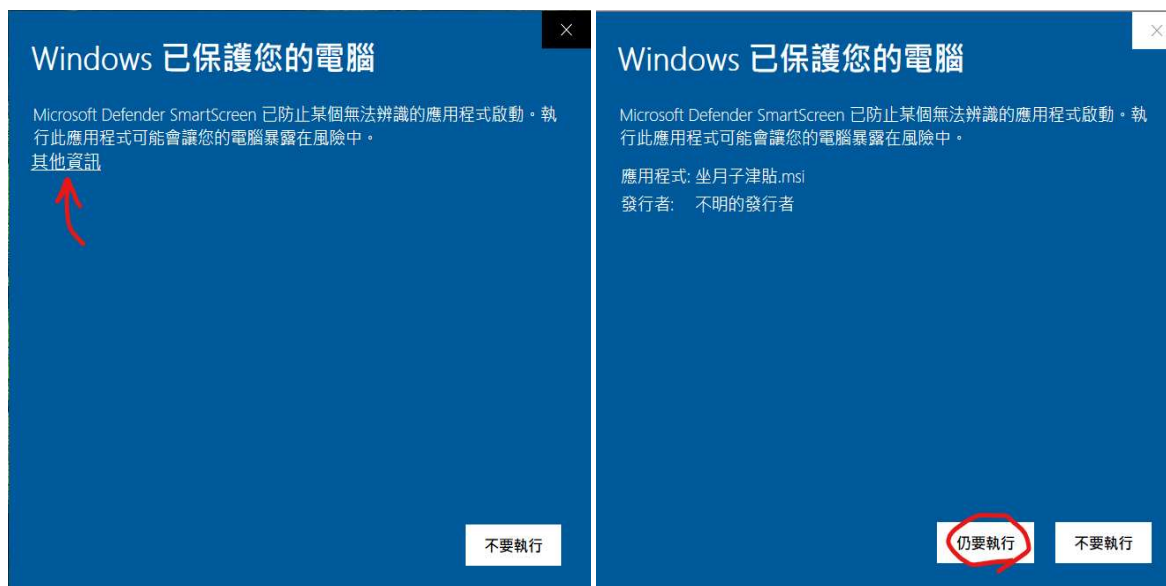 Windows 已保護您的電腦
Microsoft Defender SmartScreen 已防止某個無法辨識的應用程式啟動。執
行此應用程式可能會讓您的電腦暴露在風險中。
其他資訊
不要執行
Windows 已保護您的電腦
Microsoft Defender SmartScreen 已防止某個無法辨識的應用程式啟動。執
行此應用程式可能會讓您的電腦暴露在風險中。
應用程式: 坐月子津貼.msi
發行者: 不明的發行者
仍要執行 不要執行